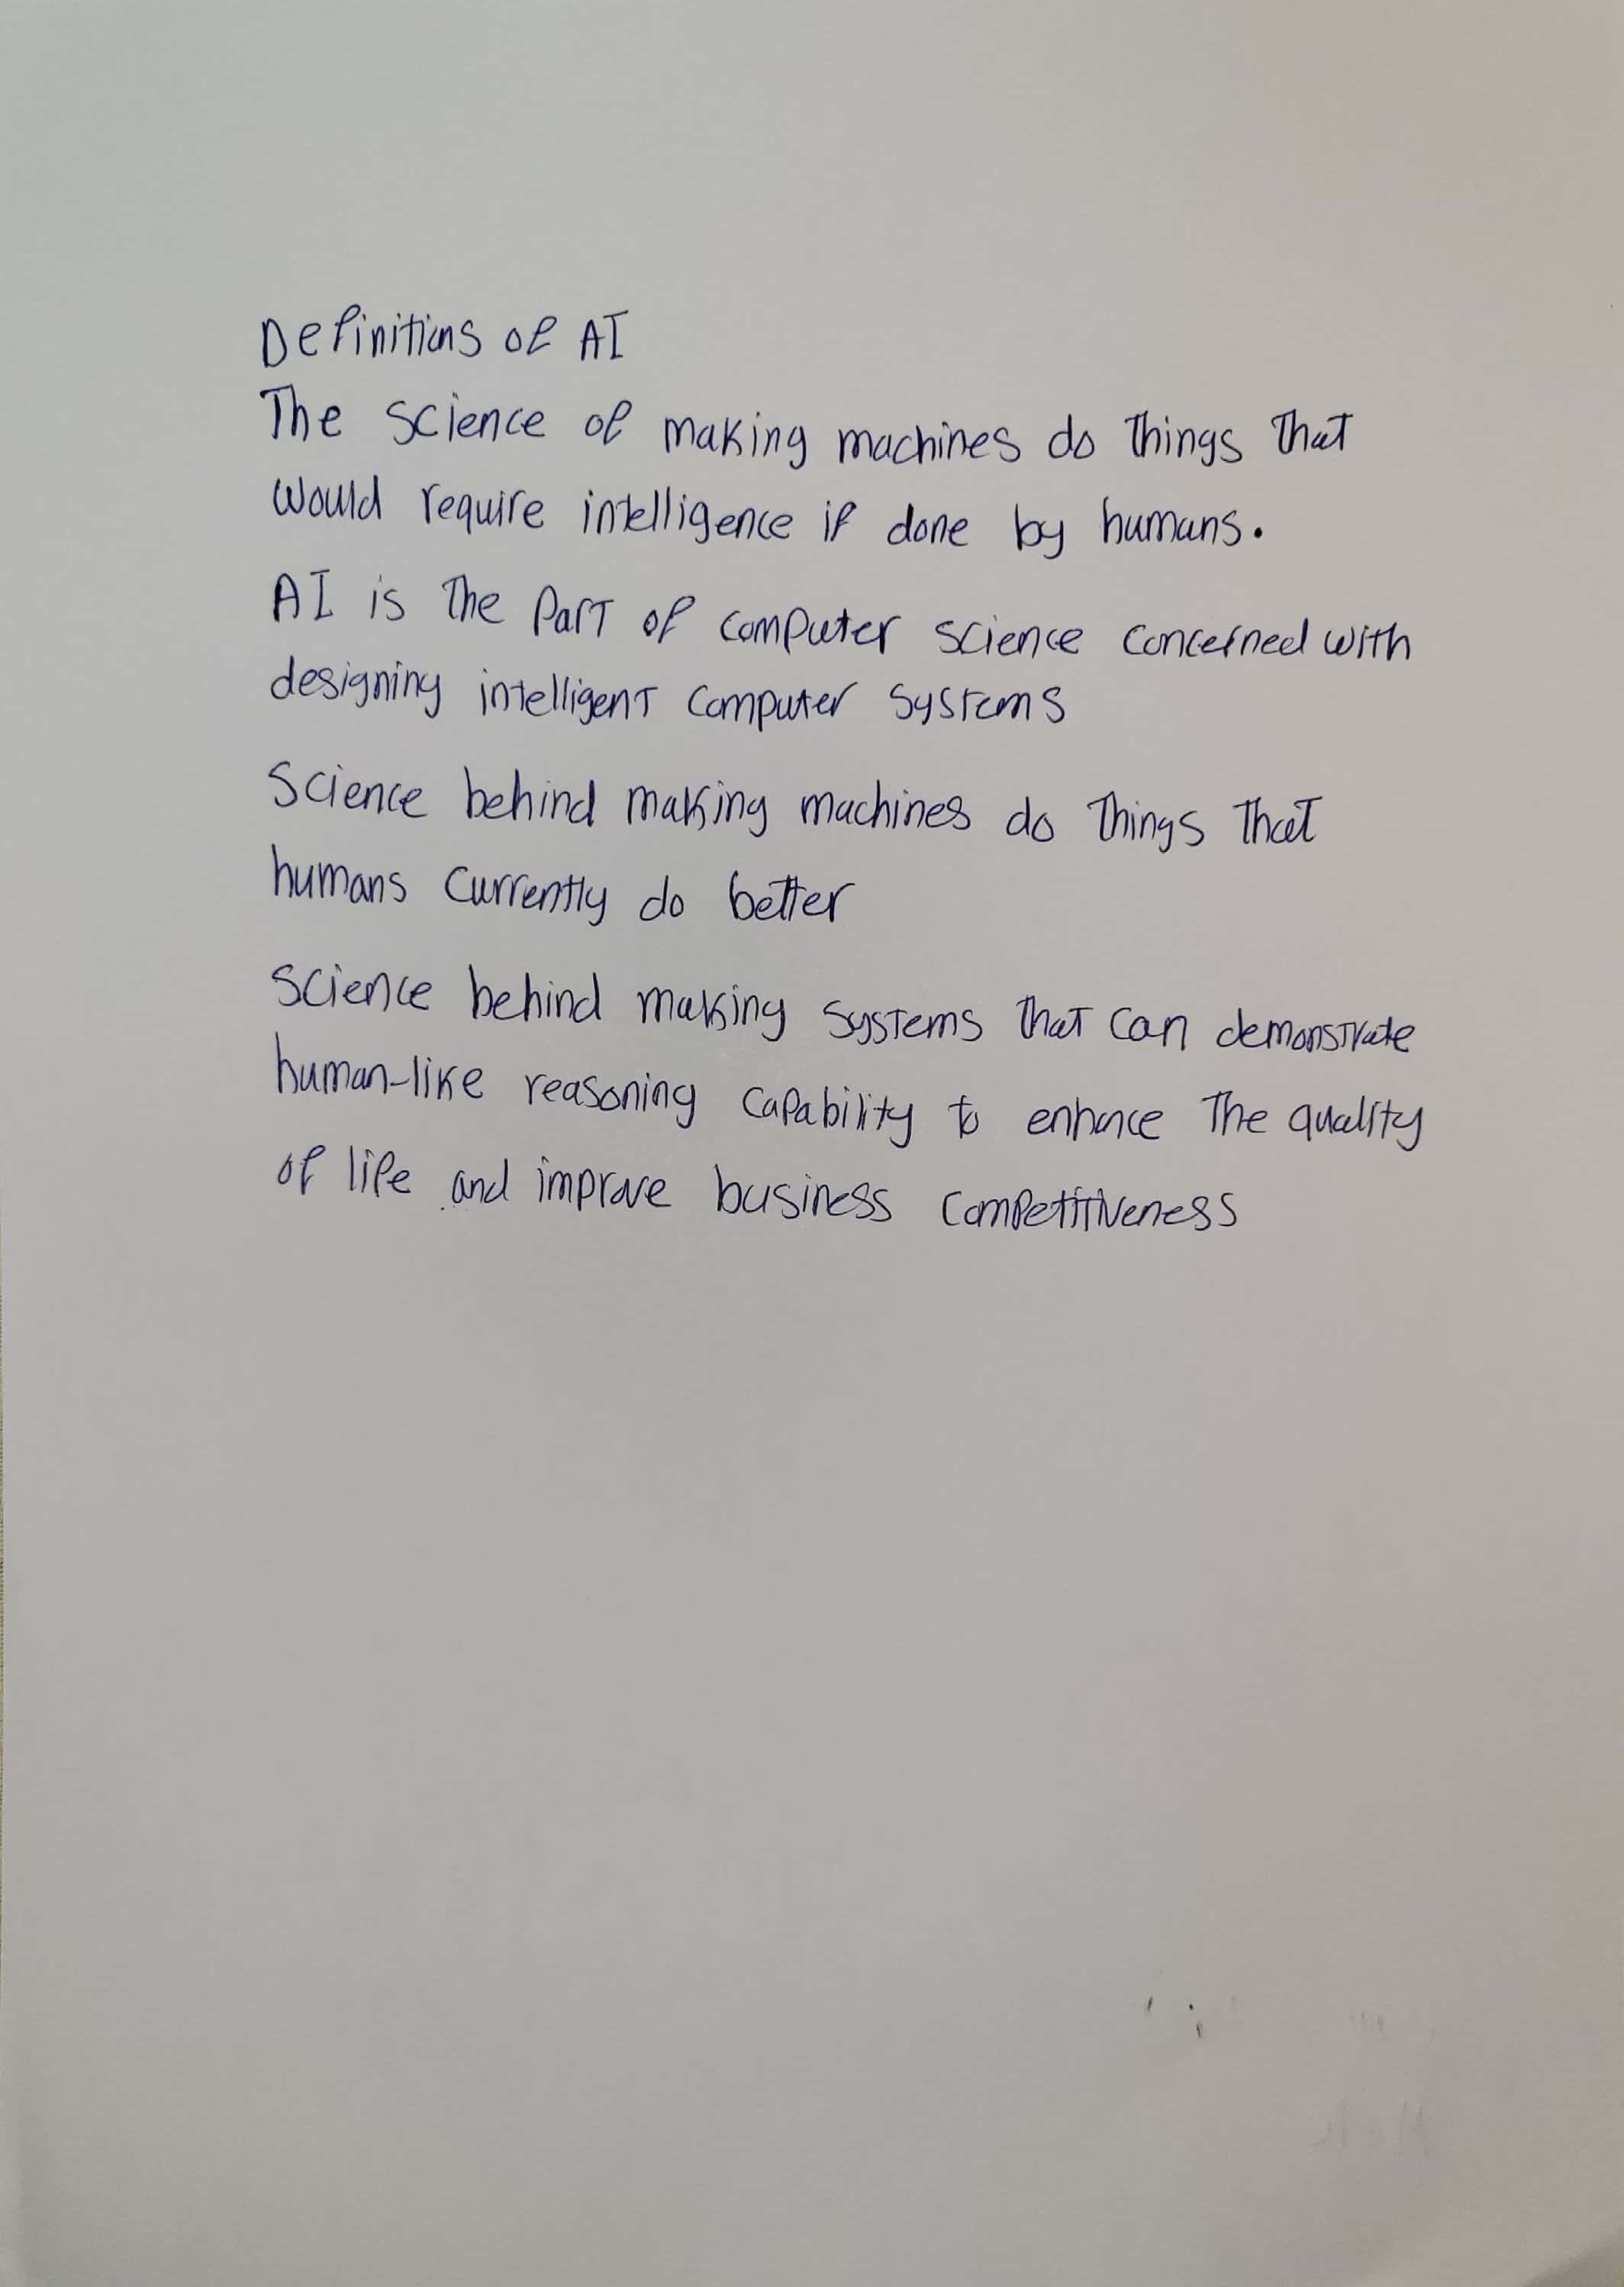 Definitions of AI
The science of making machines do things that
would require intelligence if done by humans.
AI is the part of computer science concerned with
designing intelligent computer systems
Science behind making machines do things that
humans currently do better
Science behind making systems that can demonstrate
human-like reasoning capability to enhance the quality
of life and improve business competitiveness